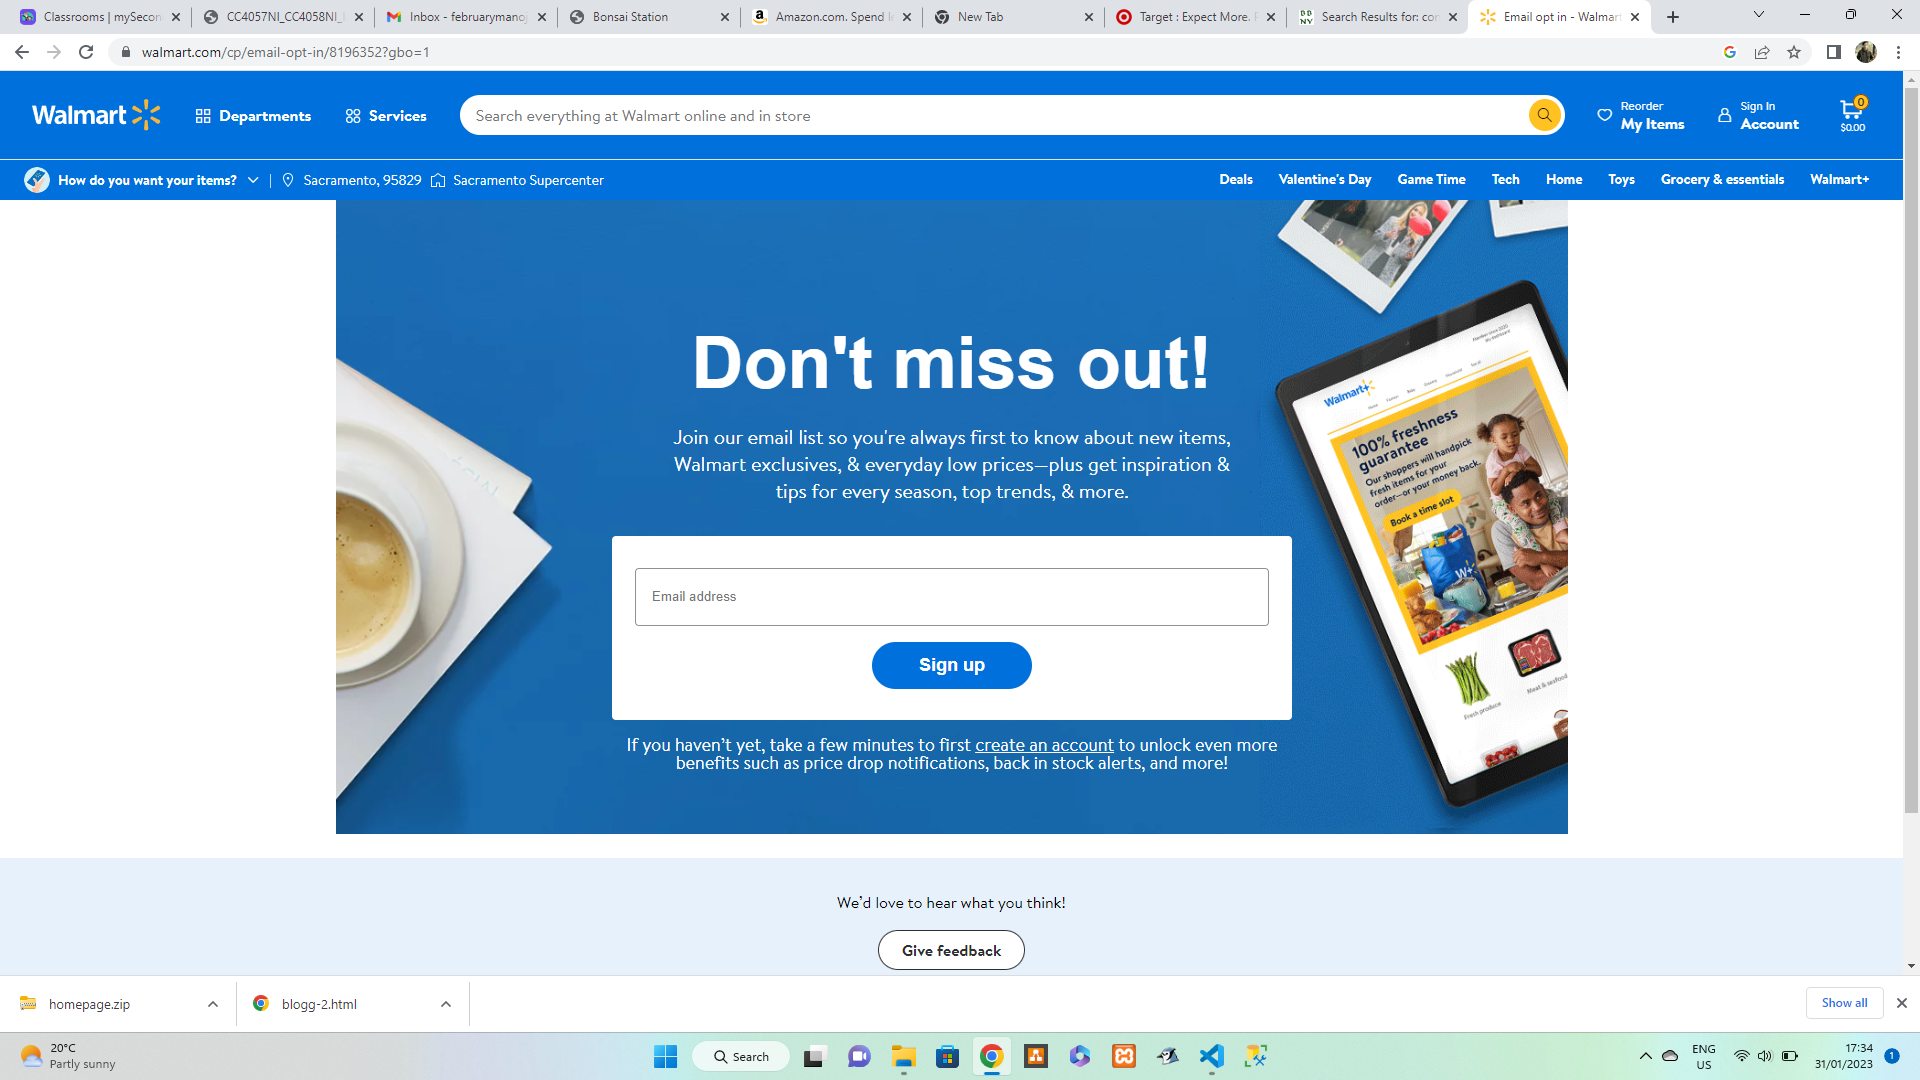 Classrooms | mySecon
CC4057NI_CC4058NI_
Inbox - februarymanoj
Bonsai Station
Amazon.com. Spend le
New Tab
Target : Expect More. P
Search Results for: con
Email opt in - Walmar
walmart.com/cp/email-opt-in/8196352?gbo=1
Walmart
Departments
Services
Search everything at Walmart online and in store
Reorder
My Items
Sign In
Account
0
$0.00
How do you want your items?
Sacramento, 95829
Sacramento Supercenter
Deals
Valentine's Day
Game Time
Tech
Home
Toys
Grocery & essentials
Walmart+
Don't miss out!
Join our email list so you're always first to know about new items,
Walmart exclusives, & everyday low prices—plus get inspiration &
tips for every season, top trends, & more.
Email address
Sign up
If you haven’t yet, take a few minutes to first create an account to unlock even more
benefits such as price drop notifications, back in stock alerts, and more!
Walmart+
100% freshness
guarantee
Our shoppers will handpick
fresh items for your
order—or your money back.
Book a time slot
W+
Fresh produce
Meat & seafood
We’d love to hear what you think!
Give feedback
homepage.zip
blogg-2.html
Show all
20°C
Partly sunny
Search
ENG
US
17:34
31/01/2023
1